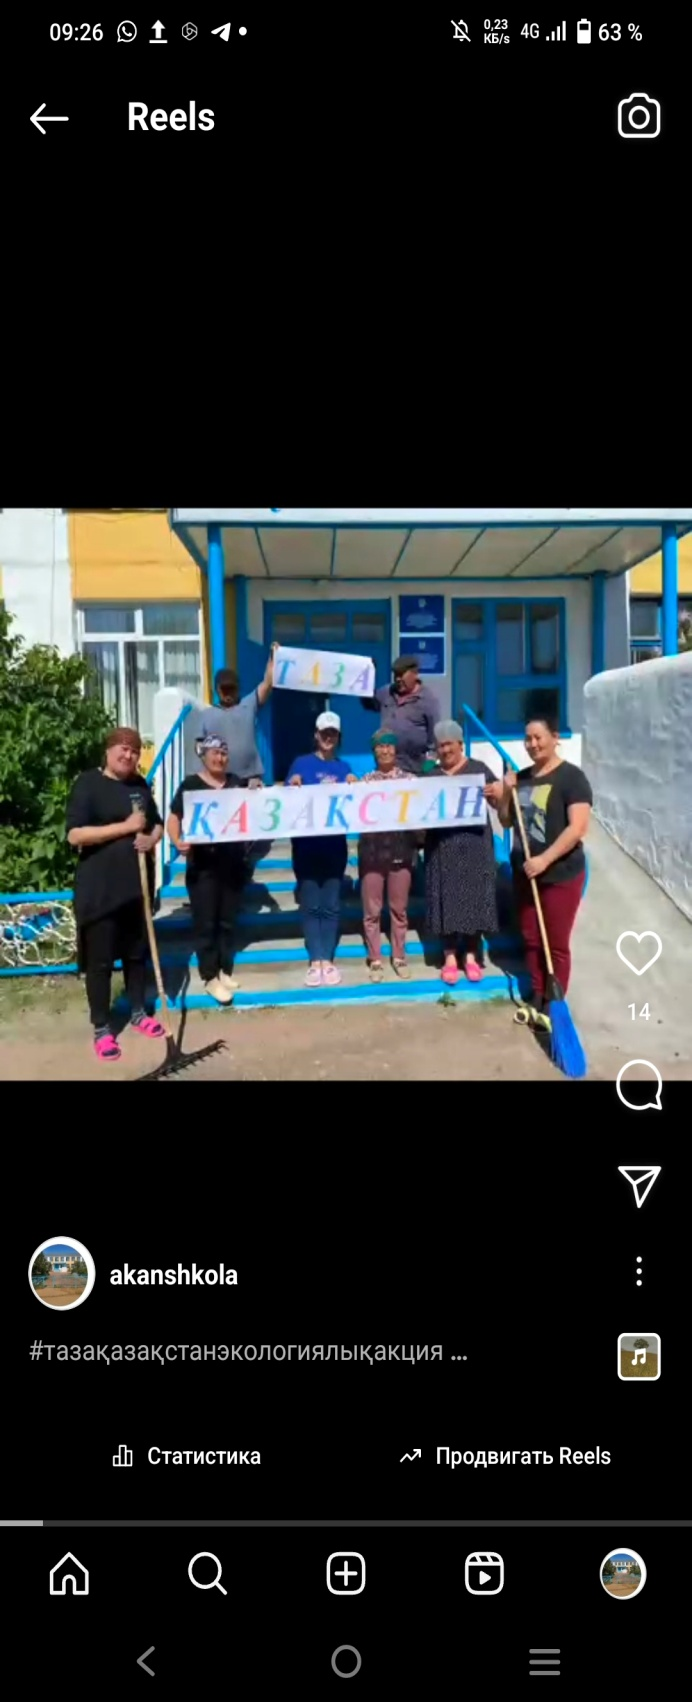 09:26
0,23
КБ/s
4G
63 %
Reels
ТАЗА
ҚАЗАҚСТАН
14
akanshkola
#тазақазақстанэкологиялықакция ...
Статистика
Продвигать Reels